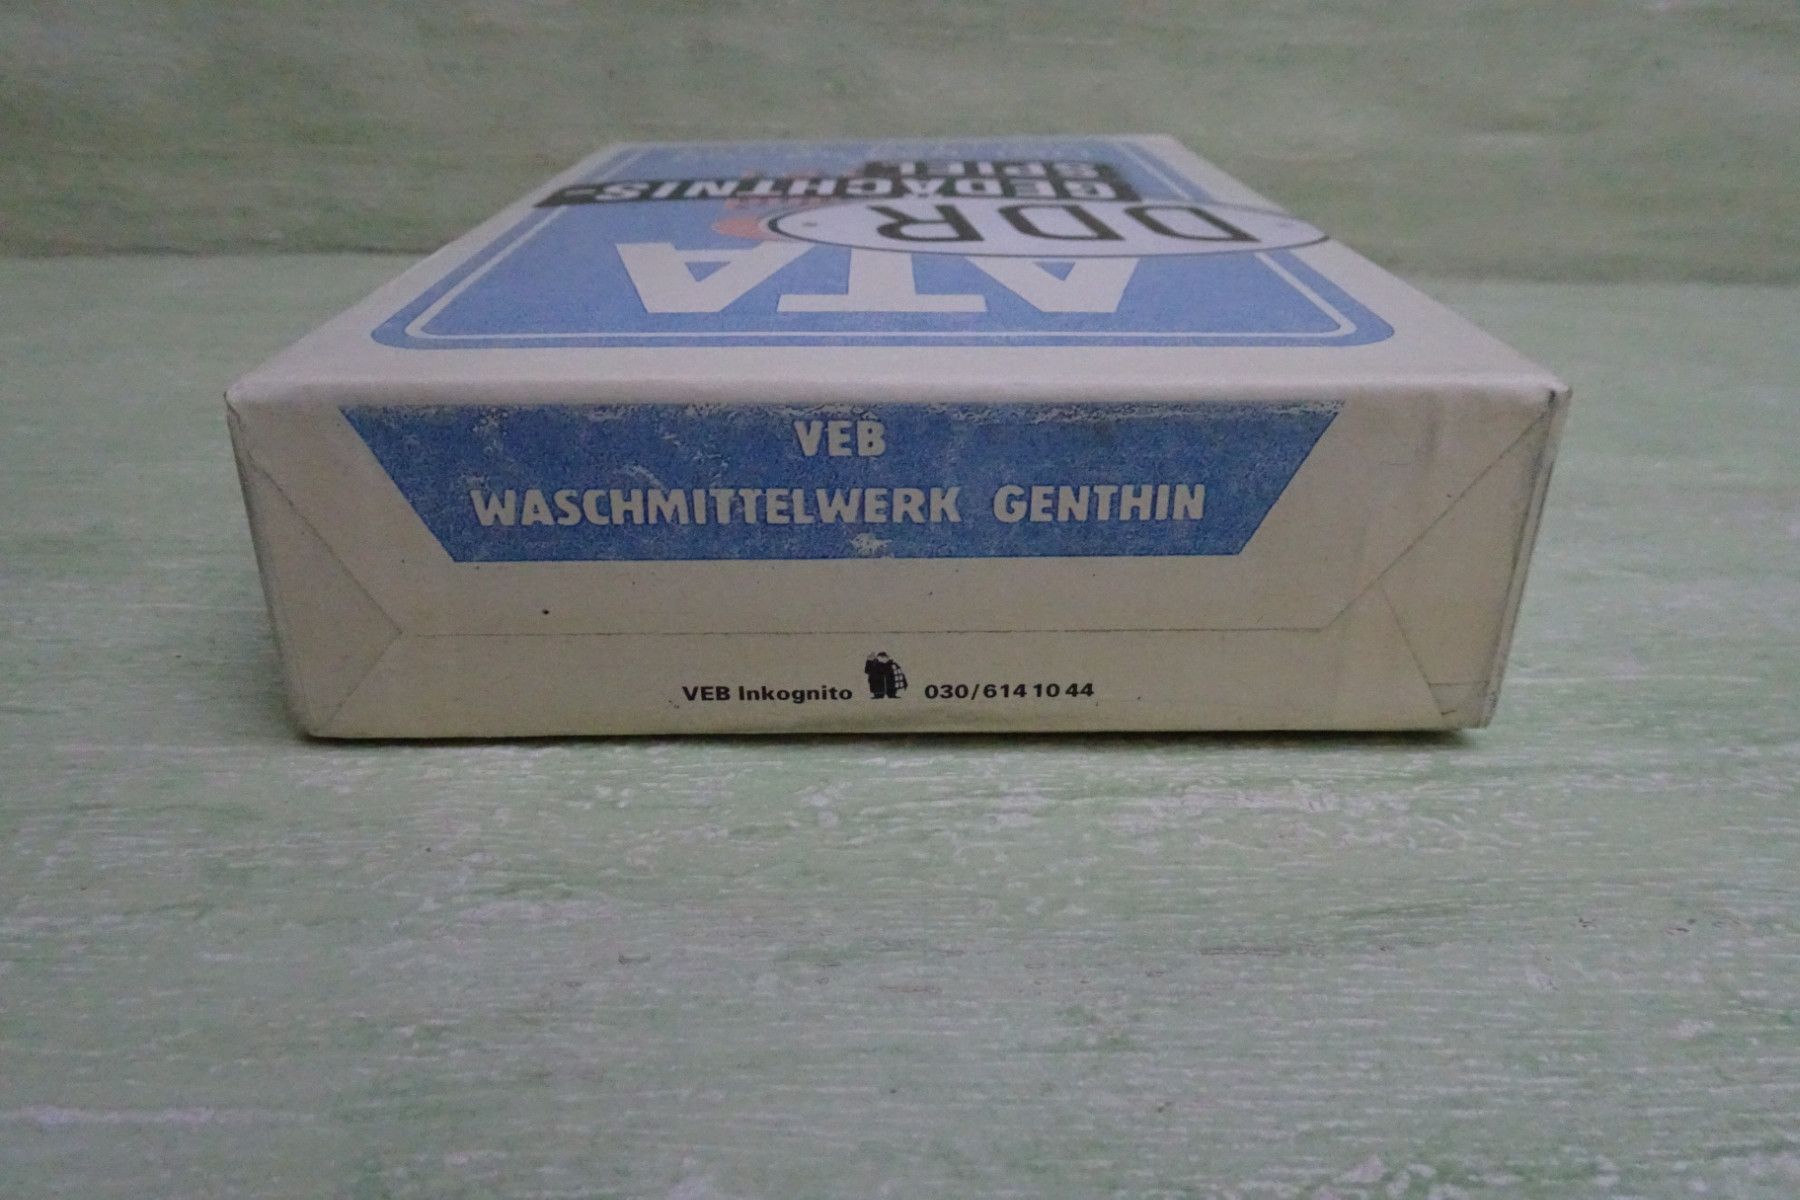 GEDÄCHTNIS-
SPIEL
DDR
ATA
VEB
WASCHMITTELWERK GENTHIN
VEB Inkognito 030/614 10 44